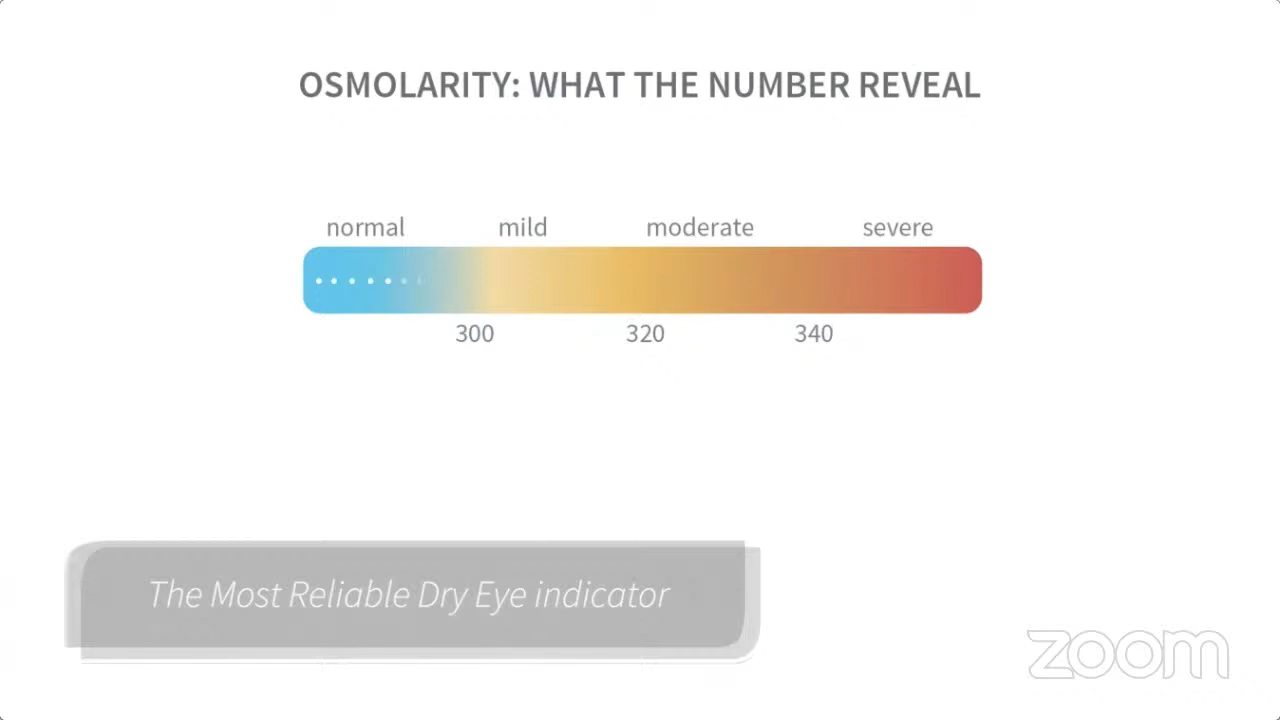 OSMOLARITY: WHAT THE NUMBER REVEAL
normal mild moderate severe
300 320 340
The Most Reliable Dry Eye indicator
zoom